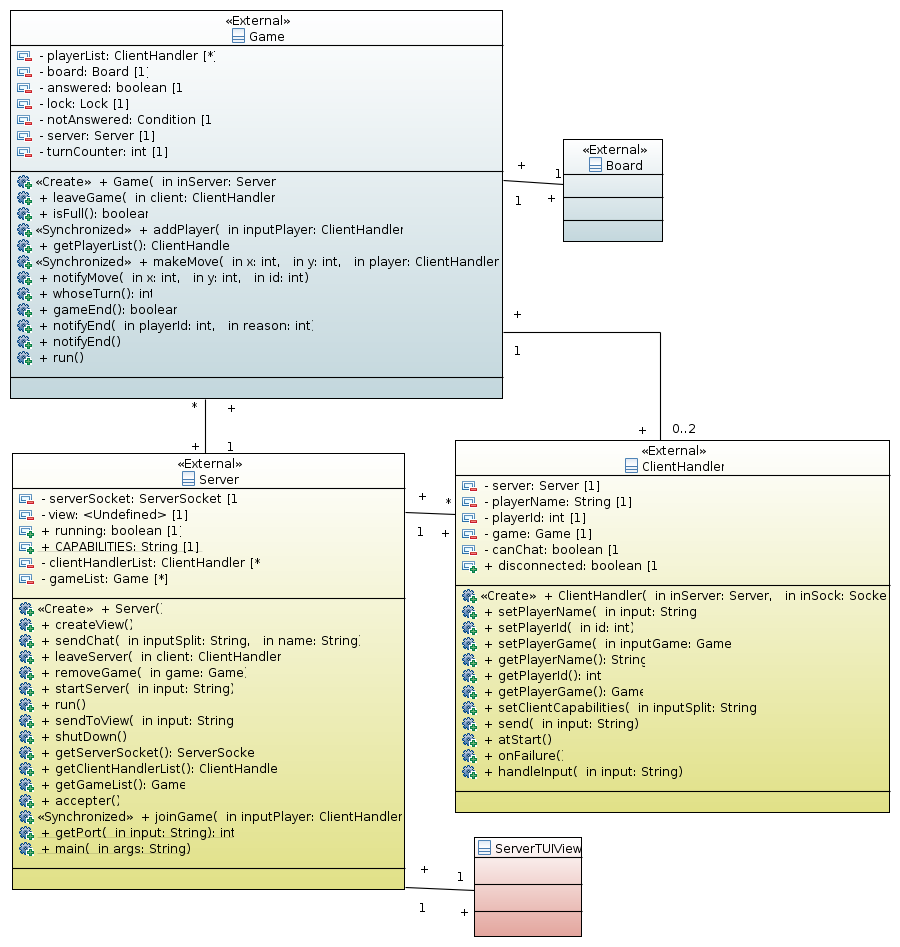 «External»
Game
- playerList: ClientHandler [*]
- board: Board [1]
- answered: boolean [1
- lock: Lock [1]
- notAnswered: Condition [1
- server: Server [1]
- turnCounter: int [1]
«Create» + Game( in inServer: Server
+ leaveGame( in client: ClientHandler
+ isFull(): boolean
«Synchronized» + addPlayer( in inputPlayer: ClientHandler
+ getPlayerList(): ClientHandle
«Synchronized» + makeMove( in x: int, in y: int, in player: ClientHandler
+ notifyMove( in x: int, in y: int, in id: int)
+ whoseTurn(): int
+ gameEnd(): boolean
+ notifyEnd( in playerId: int, in reason: int)
+ notifyEnd()
+ run()
+
1
1
+
«External»
Board
+
1
+
0..2
*
+
+
1
«External»
Server
- serverSocket: ServerSocket [1
- view: <Undefined> [1]
+ running: boolean [1]
+ CAPABILITIES: String [1]
- clientHandlerList: ClientHandler [*
- gameList: Game [*]
«Create» + Server()
+ createView()
+ sendChat( in inputSplit: String, in name: String)
+ leaveServer( in client: ClientHandler
+ removeGame( in game: Game)
+ startServer( in input: String)
+ run()
+ sendToView( in input: String
+ shutDown()
+ getServerSocket(): ServerSocke
+ getClientHandlerList(): ClientHandle
+ getGameList(): Game
+ accepter()
«Synchronized» + joinGame( in inputPlayer: ClientHandler
+ getPort( in input: String): int
+ main( in args: String)
+
*
1
+
«External»
ClientHandler
- server: Server [1]
- playerName: String [1]
- playerId: int [1]
- game: Game [1]
- canChat: boolean [1
+ disconnected: boolean [1
«Create» + ClientHandler( in inServer: Server, in inSock: Socke
+ setPlayerName( in input: String
+ setPlayerId( in id: int)
+ setPlayerGame( in inputGame: Game
+ getPlayerName(): String
+ getPlayerId(): int
+ getPlayerGame(): Game
+ setClientCapabilities( in inputSplit: String
+ send( in input: String)
+ atStart()
+ onFailure()
+ handleInput( in input: String)
+
1
1
+
ServerTUIView